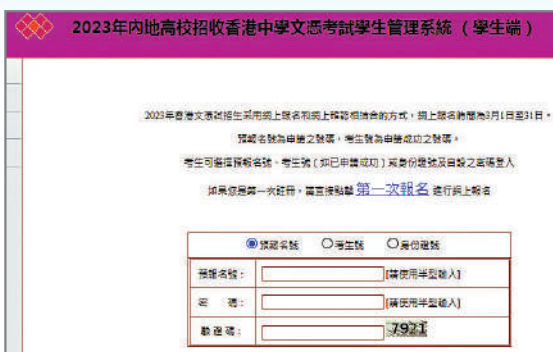 2023年內地高校招收香港中學文憑考試學生管理系統 （學生端）
2023年香港文憑試招生采用網上報名和網上確認相結合的方式，網上報名時間為3月1日至31日。
預報名號為申請之號碼，考生號為申請成功之號碼。
考生可選擇預報名號、考生號（如已申請成功）或身份證號及自設之密碼登入
如果您是第一次註冊，請直接點擊 第一次報名 進行網上報名
預報名號 考生號 身份證號
預報名號： [請使用半型輸入]
密 碼： [請使用半型輸入]
驗證碼： 7921